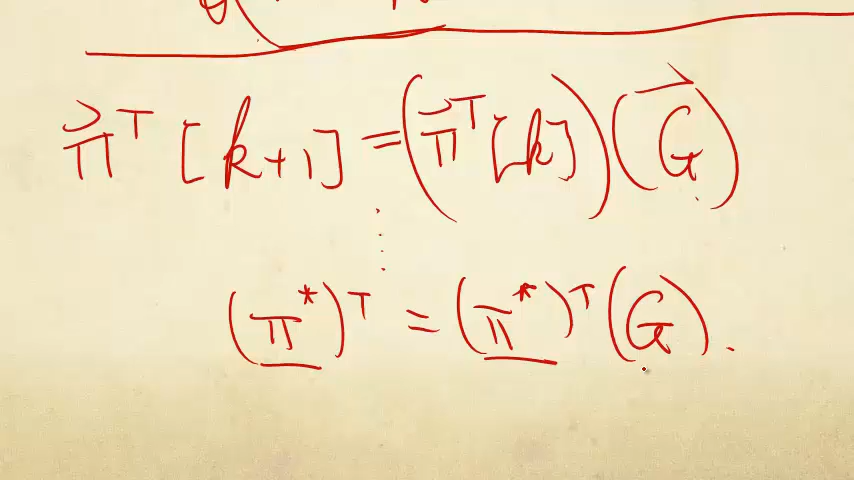 π⃗ᵀ [k+1] = (π⃗ᵀ[k]) (G⃗)
⋮
(π*)ᵀ = (π*)ᵀ (G).